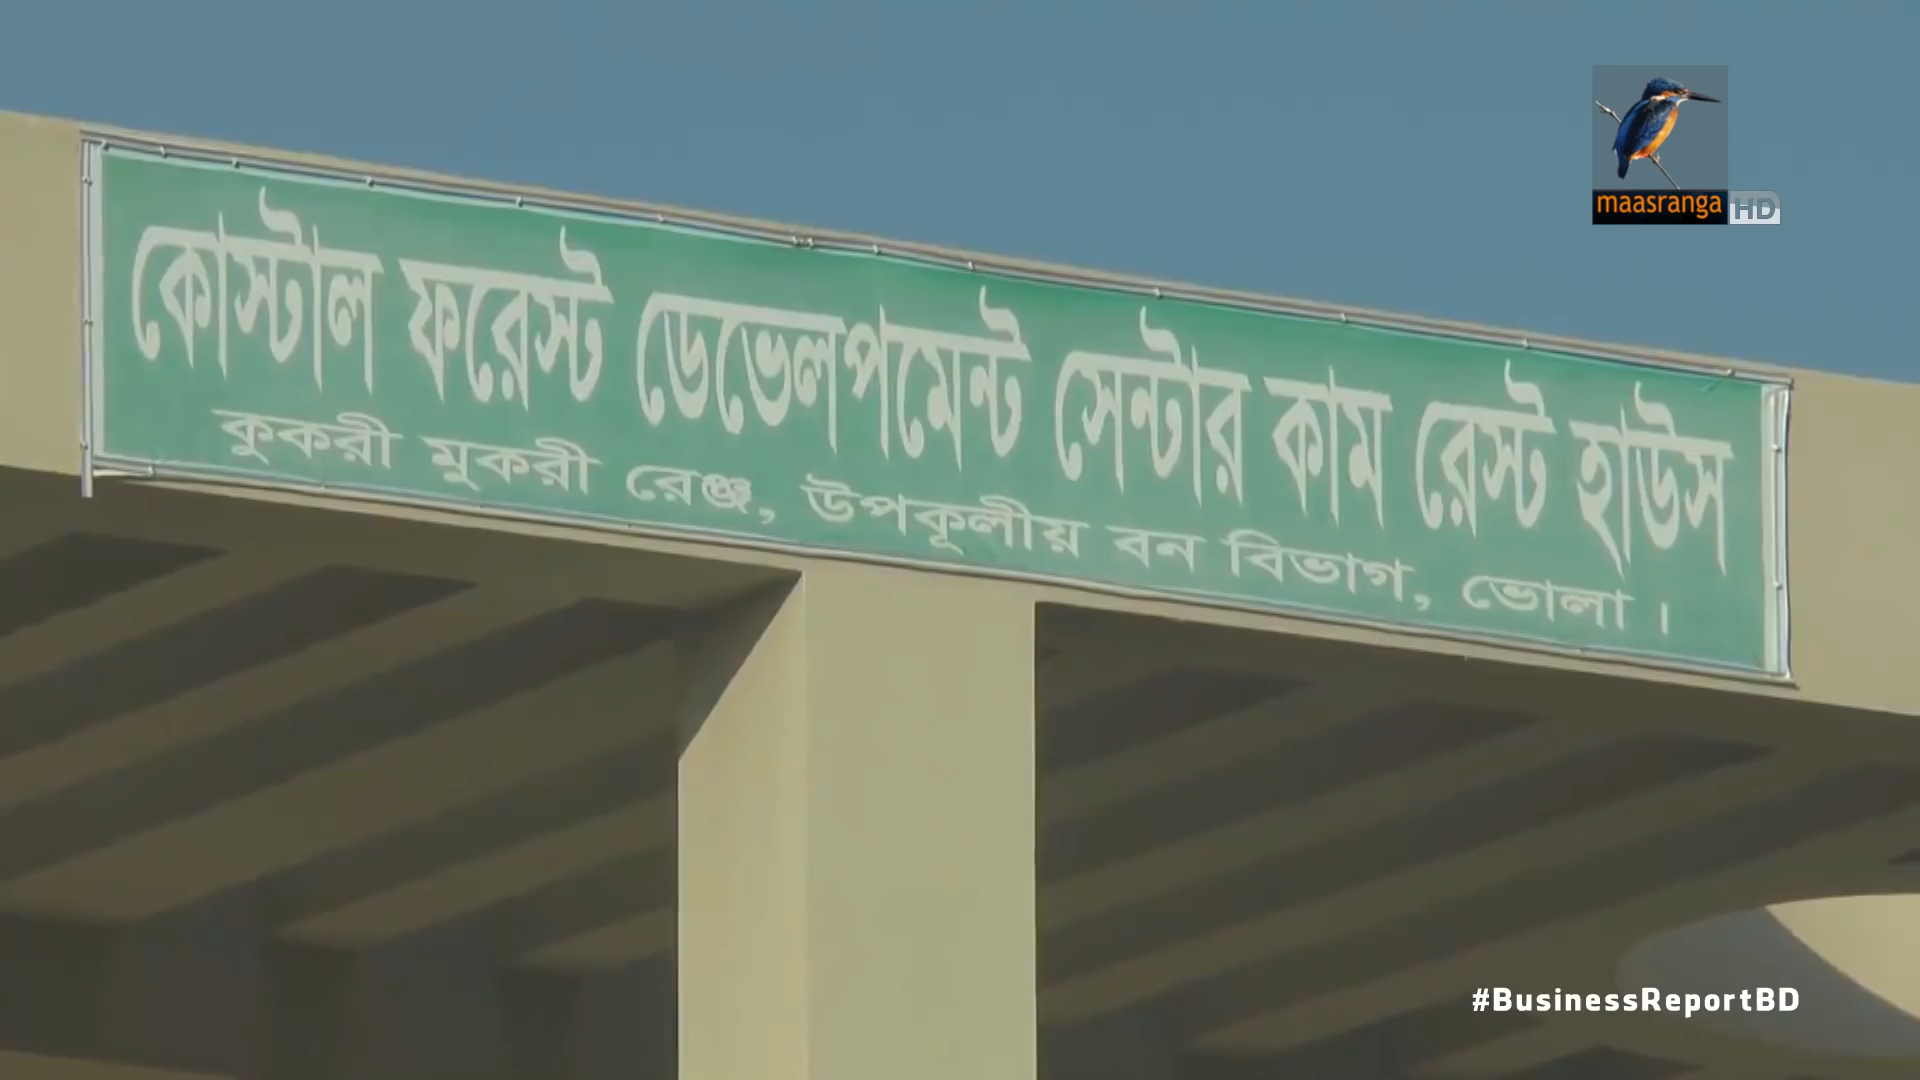 maasranga HD
কোস্টাল ফরেস্ট ডেভেলপমেন্ট সেন্টার কাম রেস্ট হাউস
কুকরী মুকরী রেঞ্জ, উপকূলীয় বন বিভাগ, ভোলা।
#BusinessReportBD